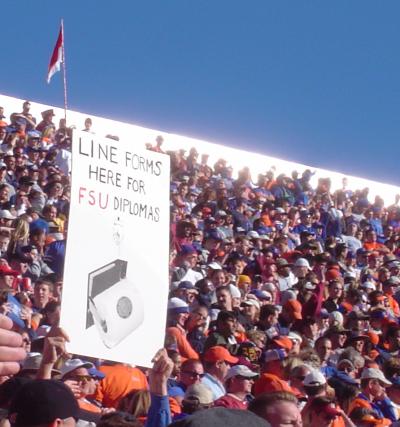 LINE FORMS
HERE FOR
FSU DIPLOMAS